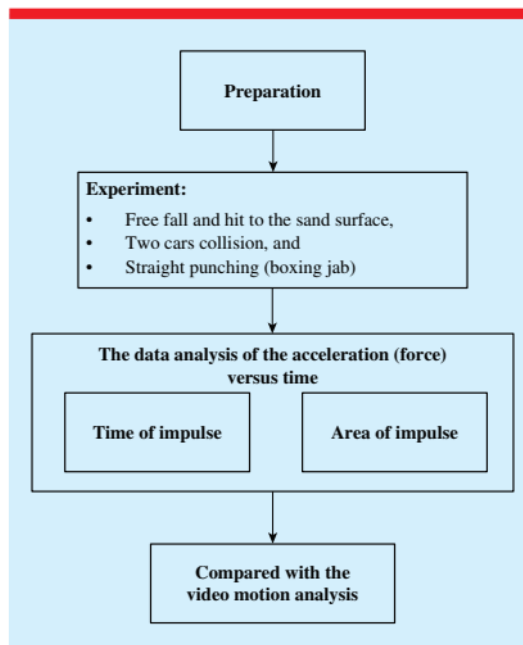 Preparation
Experiment:
• Free fall and hit to the sand surface,
• Two cars collision, and
• Straight punching (boxing jab)
The data analysis of the acceleration (force)
versus time
Time of impulse
Area of impulse
Compared with the
video motion analysis